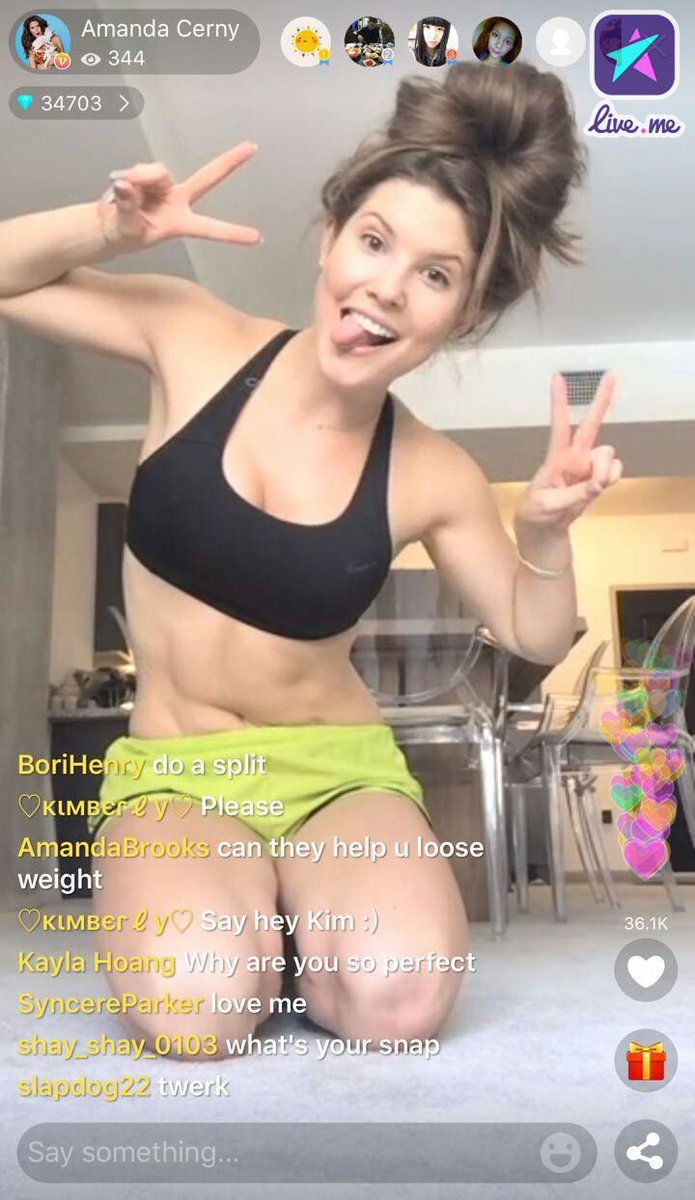 Amanda Cerny
344
34703
live.me
BoriHenry do a split
♡κιмвєгℓy♡ Please
AmandaBrooks can they help u loose
weight
♡κιмвєгℓy♡ Say hey Kim :)
Kayla Hoang Why are you so perfect
SyncereParker love me
shay_shay_0103 what's your snap
slapdog22 twerk
36.1K
Say something...